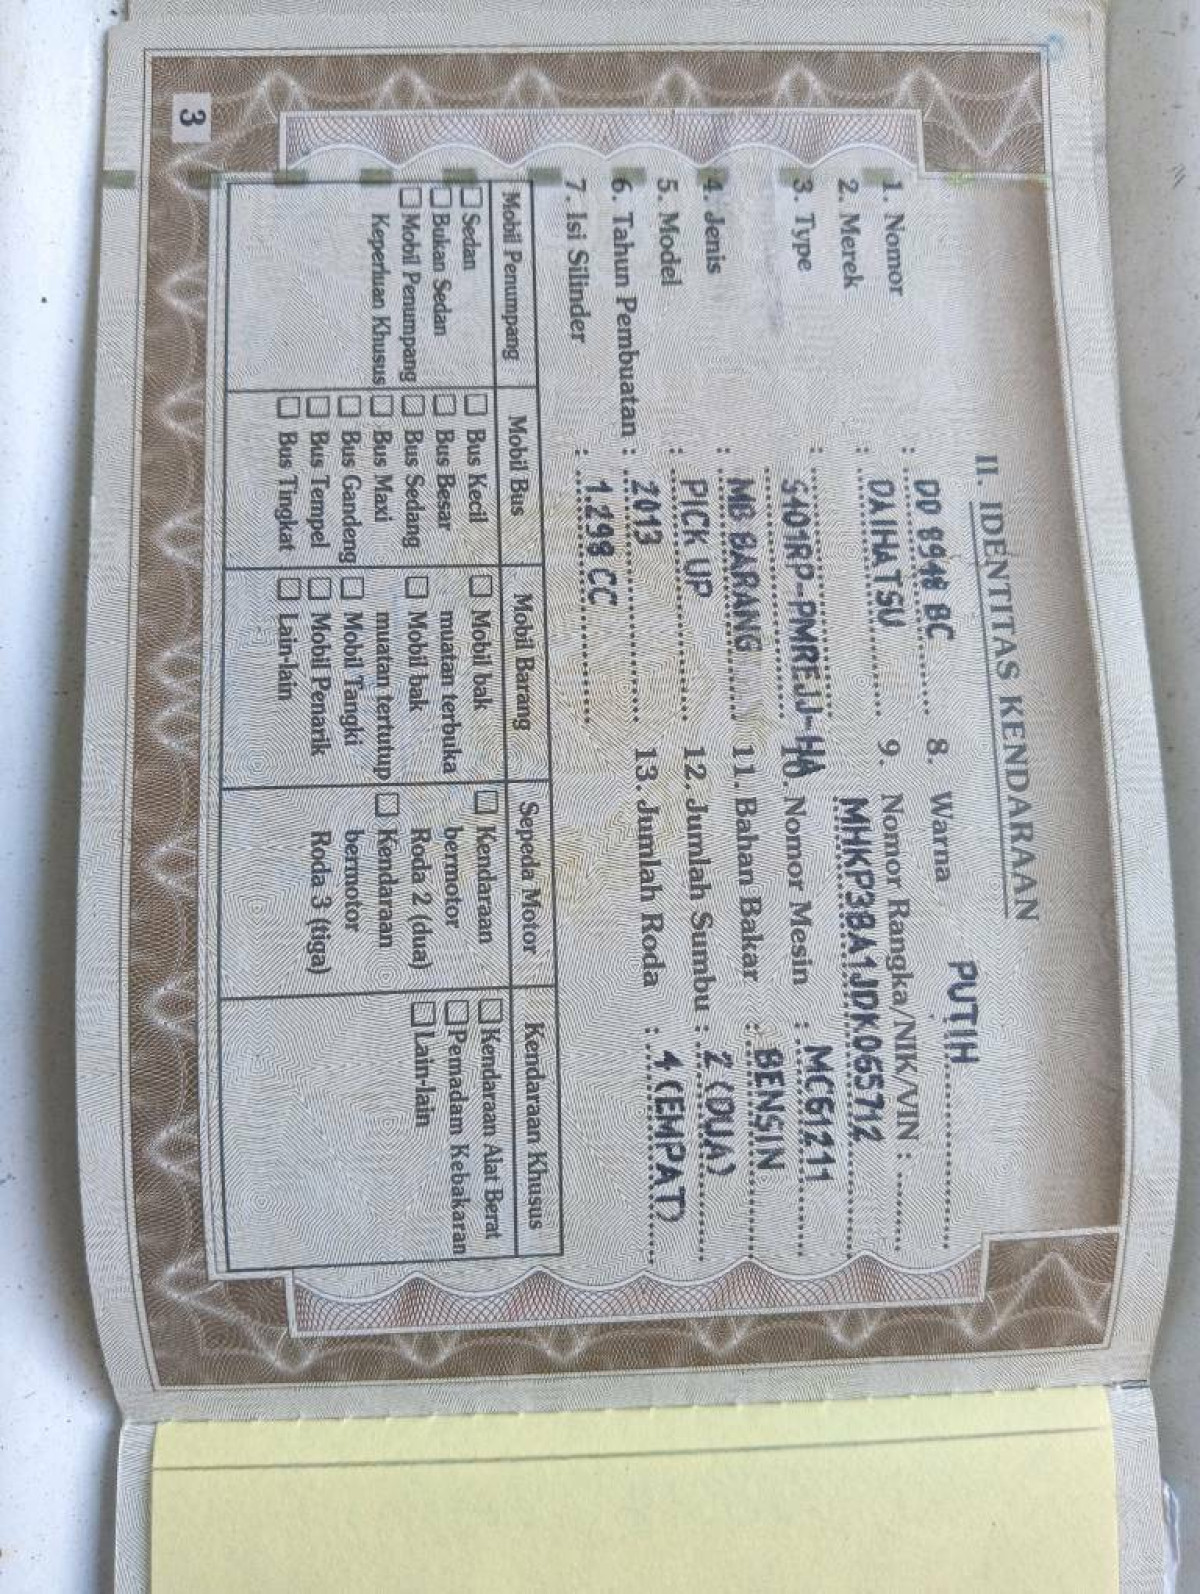 II. IDENTITAS KENDARAAN
1. Nomor : DD 8948 BC
2. Merek : DAIHATSU
3. Type : S401RP-PMREJJ-HA
4. Jenis : MB BARANG
5. Model : PICK UP
6. Tahun Pembuatan : 2013
7. Isi Silinder : 1.298 CC
8. Warna PUTIH
9. Nomor Rangka/NIK/VIN :
MHKP3BA1JDK065712
10. Nomor Mesin : MC61211
11. Bahan Bakar : BENSIN
12. Jumlah Sumbu : 2 (DUA)
13. Jumlah Roda : 4 (EMPAT)
Mobil Penumpang
Sedan
Bukan Sedan
Mobil Penumpang
Keperluan Khusus
Mobil Bus
Bus Kecil
Bus Besar
Bus Sedang
Bus Maxi
Bus Gandeng
Bus Tempel
Bus Tingkat
Mobil Barang
Mobil bak
muatan terbuka
Mobil bak
muatan tertutup
Mobil Tangki
Mobil Penarik
Lain-lain
Sepeda Motor
Kendaraan
bermotor
Roda 2 (dua)
Kendaraan
bermotor
Roda 3 (tiga)
Kendaraan Khusus
Kendaraan Alat Berat
Pemadam Kebakaran
Lain-lain
3